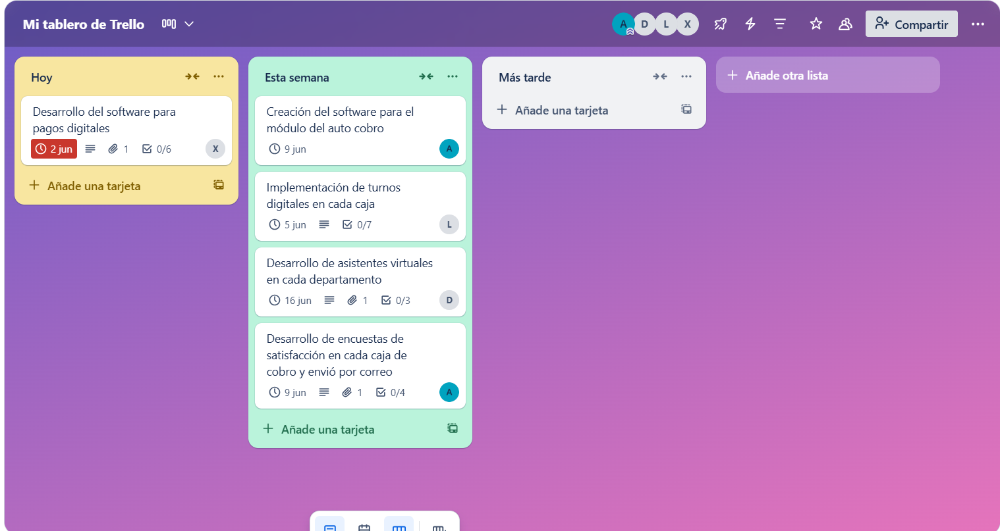 Mi tablero de Trello
A D L X
Compartir
Hoy
Desarrollo del software para
pagos digitales
2 jun 1 0/6 X
Añade una tarjeta
Esta semana
Creación del software para el
módulo del auto cobro
9 jun A
Implementación de turnos
digitales en cada caja
5 jun 0/7 L
Desarrollo de asistentes virtuales
en cada departamento
16 jun 1 0/3 D
Desarrollo de encuestas de
satisfacción en cada caja de
cobro y envió por correo
9 jun 1 0/4 A
Añade una tarjeta
Más tarde
Añade una tarjeta
Añade otra lista